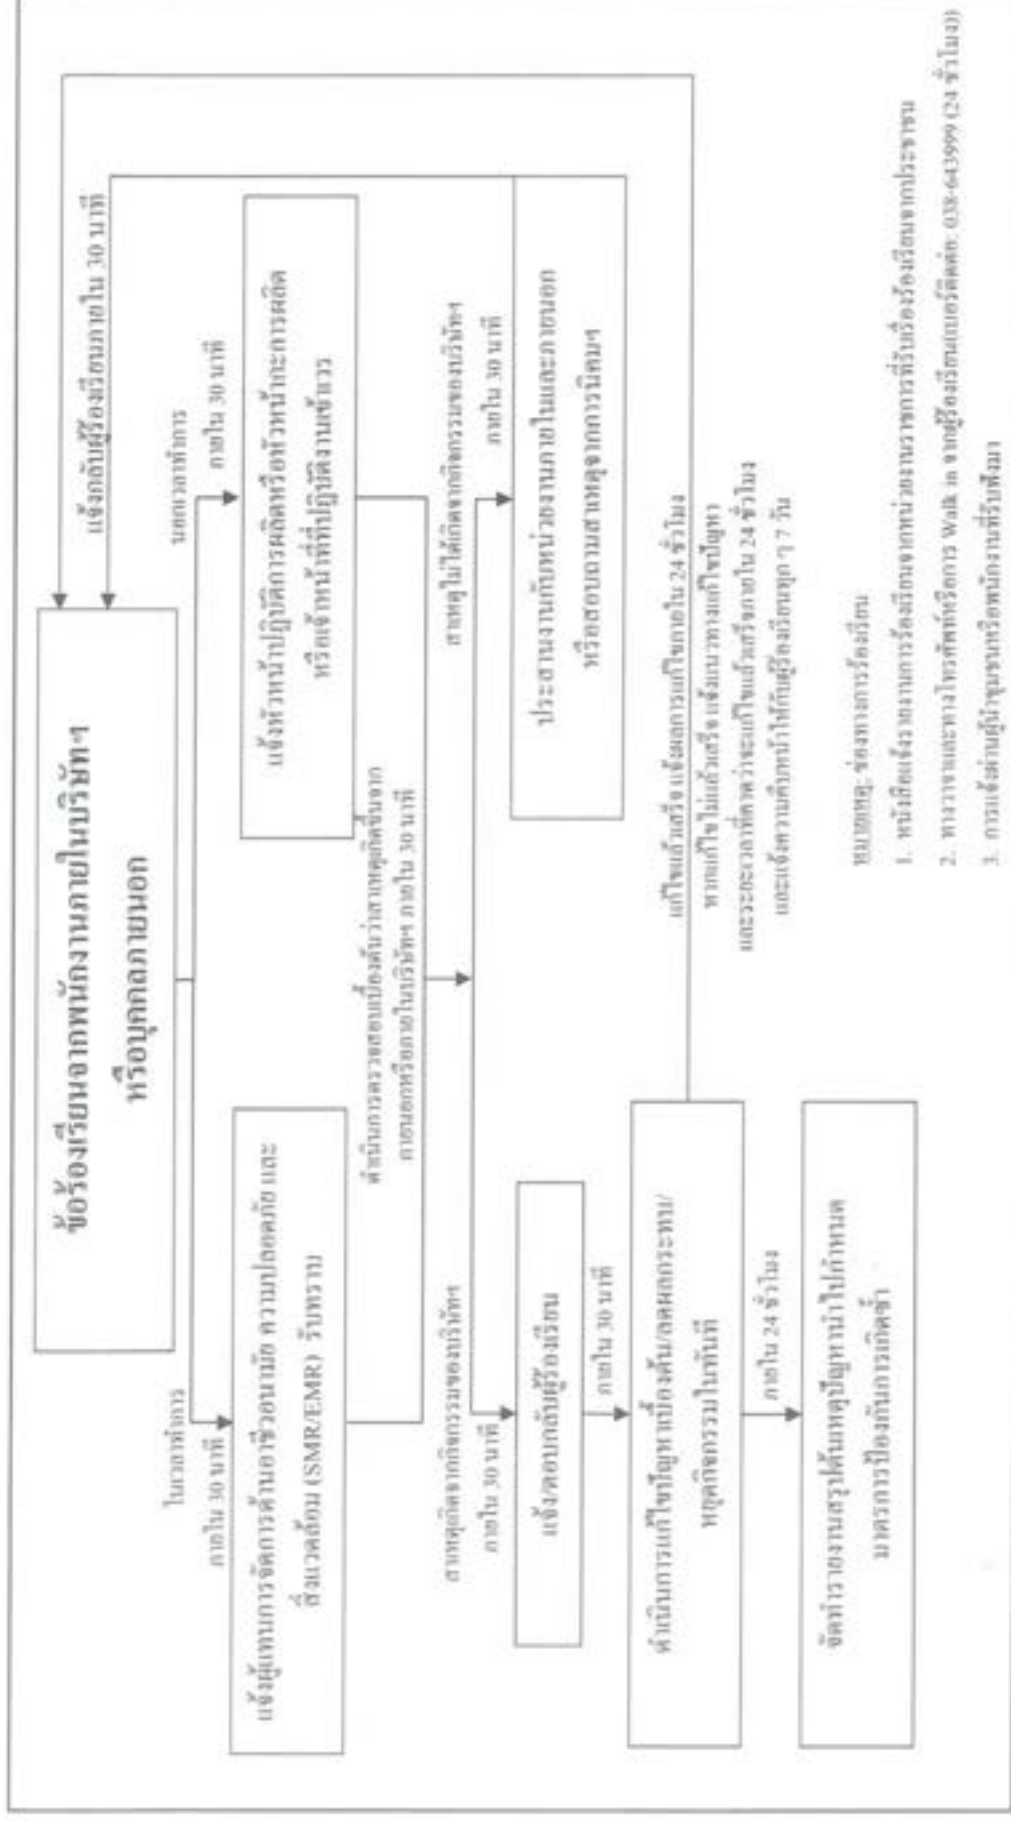 ข้อร้องเรียนจากพนักงานภายในบริษัทฯ
หรือบุคคลภายนอก
แจ้งกลับผู้ร้องเรียนภายใน 30 นาที
ในเวลาทำการ
ภายใน 30 นาที
นอกเวลาทำการ
ภายใน 30 นาที
แจ้งผู้แทนการจัดการด้านอาชีวอนามัย ความปลอดภัย และ
สิ่งแวดล้อม (SMR/EMR) รับทราบ
แจ้งหัวหน้าปฏิบัติการผลิตหรือหัวหน้ากะการผลิต
หรือเจ้าหน้าที่ที่ปฏิบัติงานเข้าเวร
ดำเนินการตรวจสอบเบื้องต้นว่าสาเหตุเกิดขึ้นจาก
ภายนอกหรือภายในบริษัทฯ ภายใน 30 นาที
สาเหตุเกิดจากกิจกรรมของบริษัทฯ
ภายใน 30 นาที
สาเหตุไม่ได้เกิดจากกิจกรรมของบริษัทฯ
ภายใน 30 นาที
แจ้ง/ตอบกลับผู้ร้องเรียน
ประสานงานกับหน่วยงานภายในและภายนอก
หรือสอบถามสาเหตุจากการนิคมฯ
ภายใน 30 นาที
ดำเนินการแก้ไขปัญหาเบื้องต้น/ลดผลกระทบ/
หยุดกิจกรรมในทันที
แก้ไขแล้วเสร็จ แจ้งผลการแก้ไขภายใน 24 ชั่วโมง
หากแก้ไขไม่แล้วเสร็จ แจ้งแนวทางแก้ไขปัญหา
และระยะเวลาที่คาดว่าจะแก้ไขแล้วเสร็จภายใน 24 ชั่วโมง
และแจ้งความคืบหน้าให้กับผู้ร้องเรียนทุก ๆ 7 วัน
ภายใน 24 ชั่วโมง
จัดทำรายงานสรุปต้นเหตุปัญหานำไปกำหนด
มาตรการป้องกันการเกิดซ้ำ
หมายเหตุ: ช่องทางการร้องเรียน
1. หนังสือแจ้งรายงานการร้องเรียนจากหน่วยงานราชการที่รับเรื่องร้องเรียนจากประชาชน
2. ทางวาจาและทางโทรศัพท์หรือการ Walk in จากผู้ร้องเรียนเบอร์ติดต่อ: 038-643999 (24 ชั่วโมง)
3. การแจ้งผ่านผู้นำชุมชนหรือพนักงานที่รับฟังมา